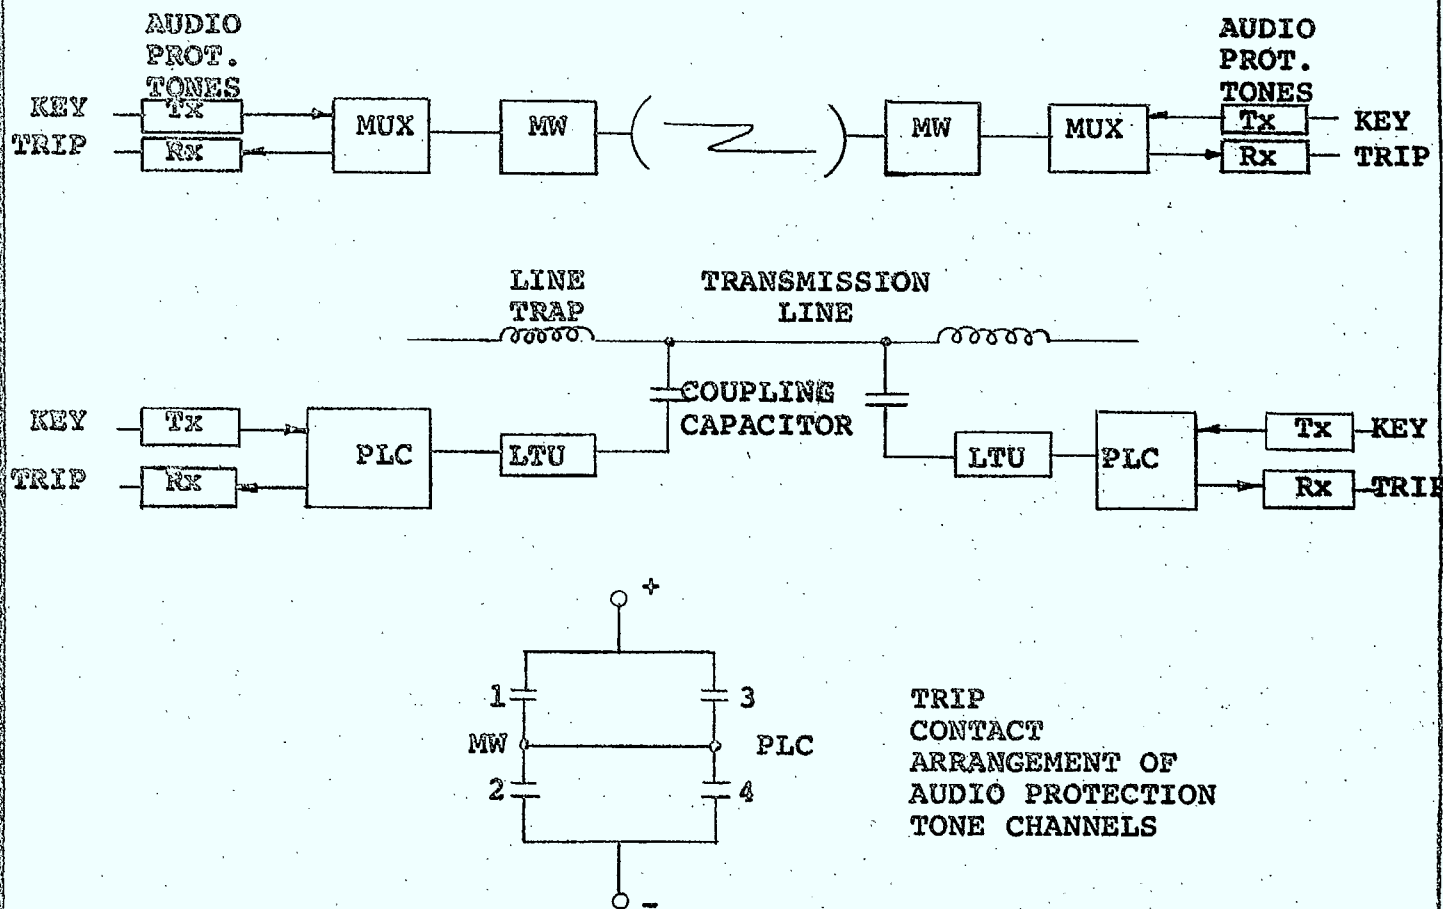 AUDIO
PROT.
TONES
KEY
Tx
TRIP
Rx
MUX
MW
MW
MUX
AUDIO
PROT.
TONES
Tx
KEY
Rx
TRIP
LINE
TRAP
TRANSMISSION
LINE
COUPLING
CAPACITOR
KEY
Tx
TRIP
Rx
PLC
LTU
LTU
PLC
Tx
KEY
Rx
TRIP
+
1
3
MW
PLC
2
4
-
TRIP
CONTACT
ARRANGEMENT OF
AUDIO PROTECTION
TONE CHANNELS